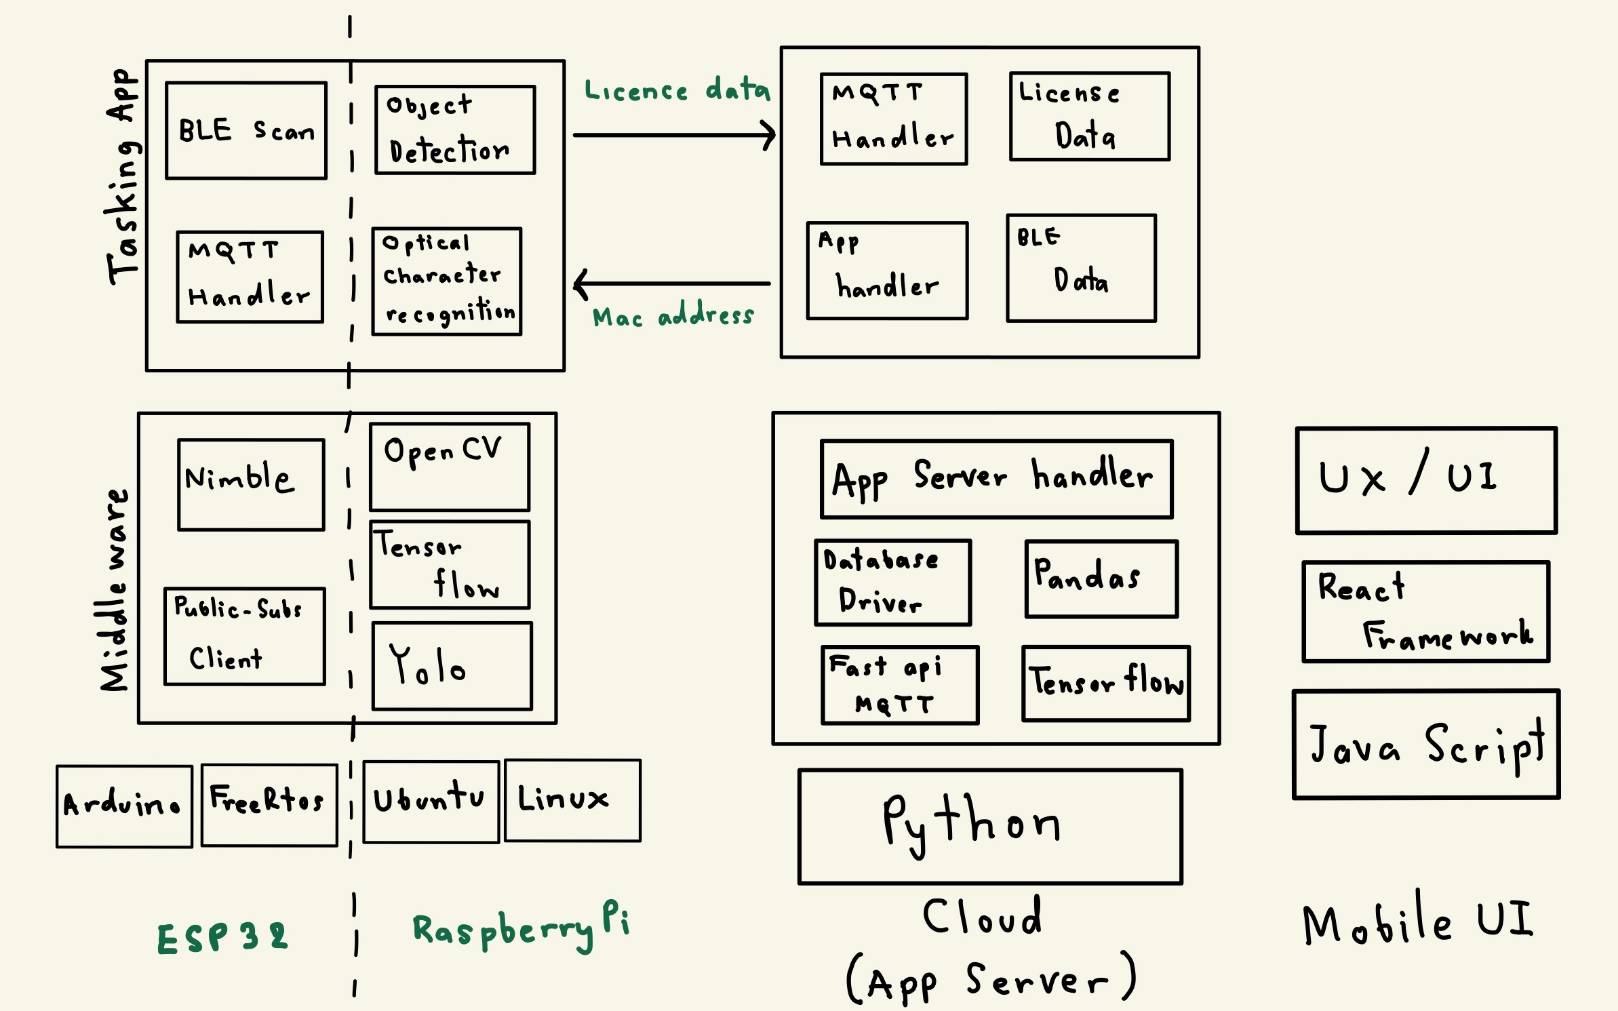 Tasking App
BLE Scan
Object
Detection
MQTT
Handler
Optical
character
recognition
Licence data
Mac address
MQTT
Handler
License
Data
App
handler
BLE
Data
Middle ware
Nimble
Public-Subs
Client
Open CV
Tensor
flow
Yolo
App Server handler
Database
Driver
Pandas
Fast api
MQTT
Tensor flow
Ux / UI
React
Framework
Java Script
Arduino
FreeRtos
Ubuntu
Linux
Python
ESP32
Raspberry Pi
Cloud
(App Server)
Mobile UI